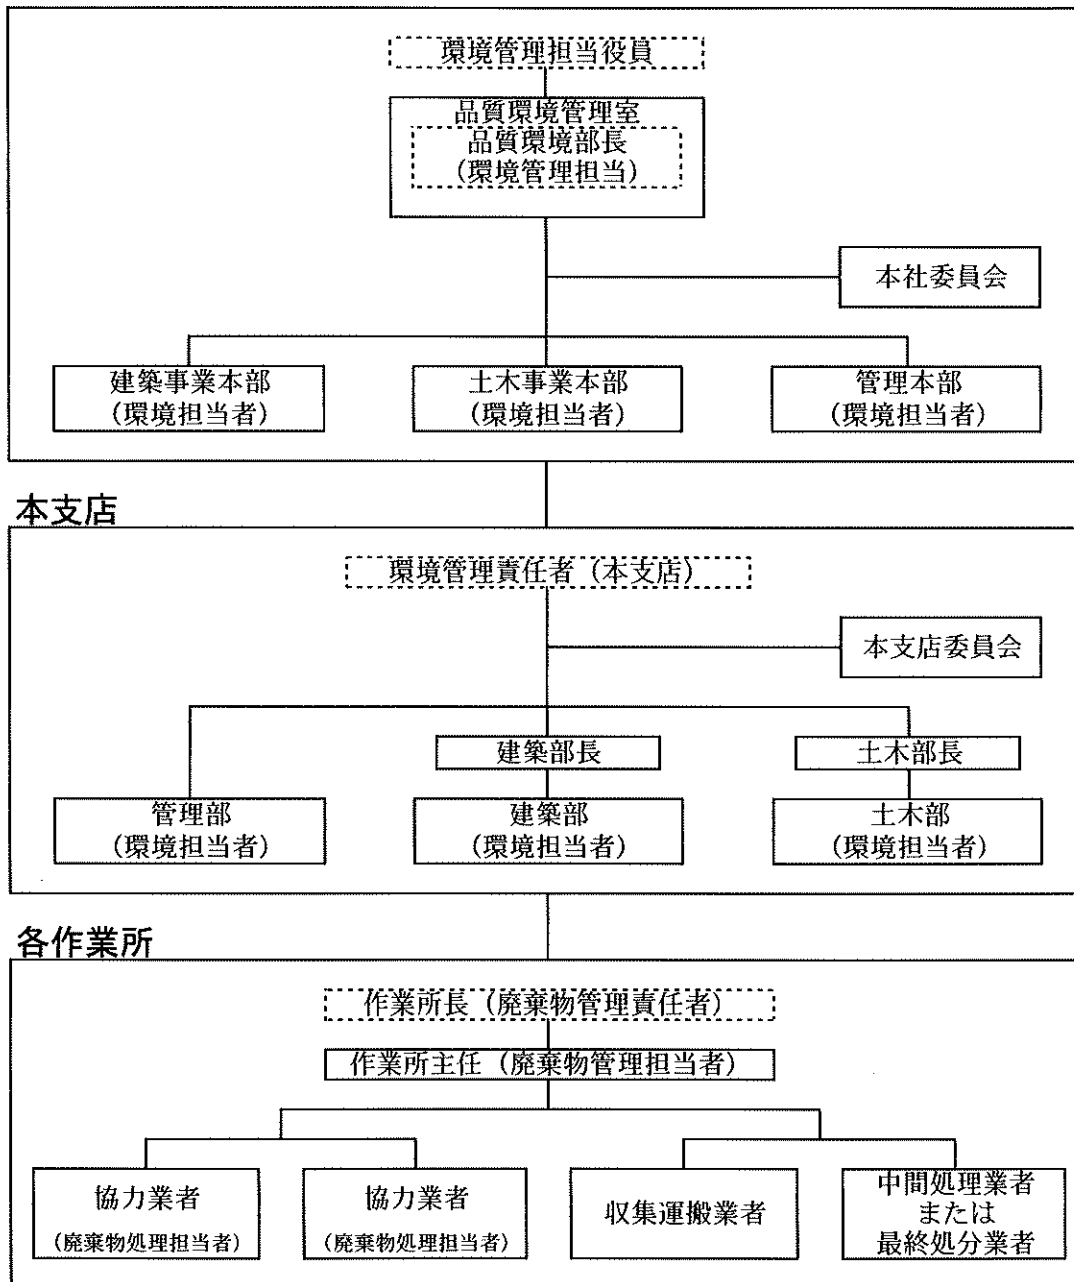 環境管理担当役員
品質環境管理室
品質環境部長
(環境管理担当)
本社委員会
建築事業本部
(環境担当者)
土木事業本部
(環境担当者)
管理本部
(環境担当者)
本支店
環境管理責任者(本支店)
本支店委員会
建築部長
土木部長
管理部
(環境担当者)
建築部
(環境担当者)
土木部
(環境担当者)
各作業所
作業所長(廃棄物管理責任者)
作業所主任(廃棄物管理担当者)
協力業者
(廃棄物処理担当者)
協力業者
(廃棄物処理担当者)
収集運搬業者
中間処理業者
または
最終処分業者